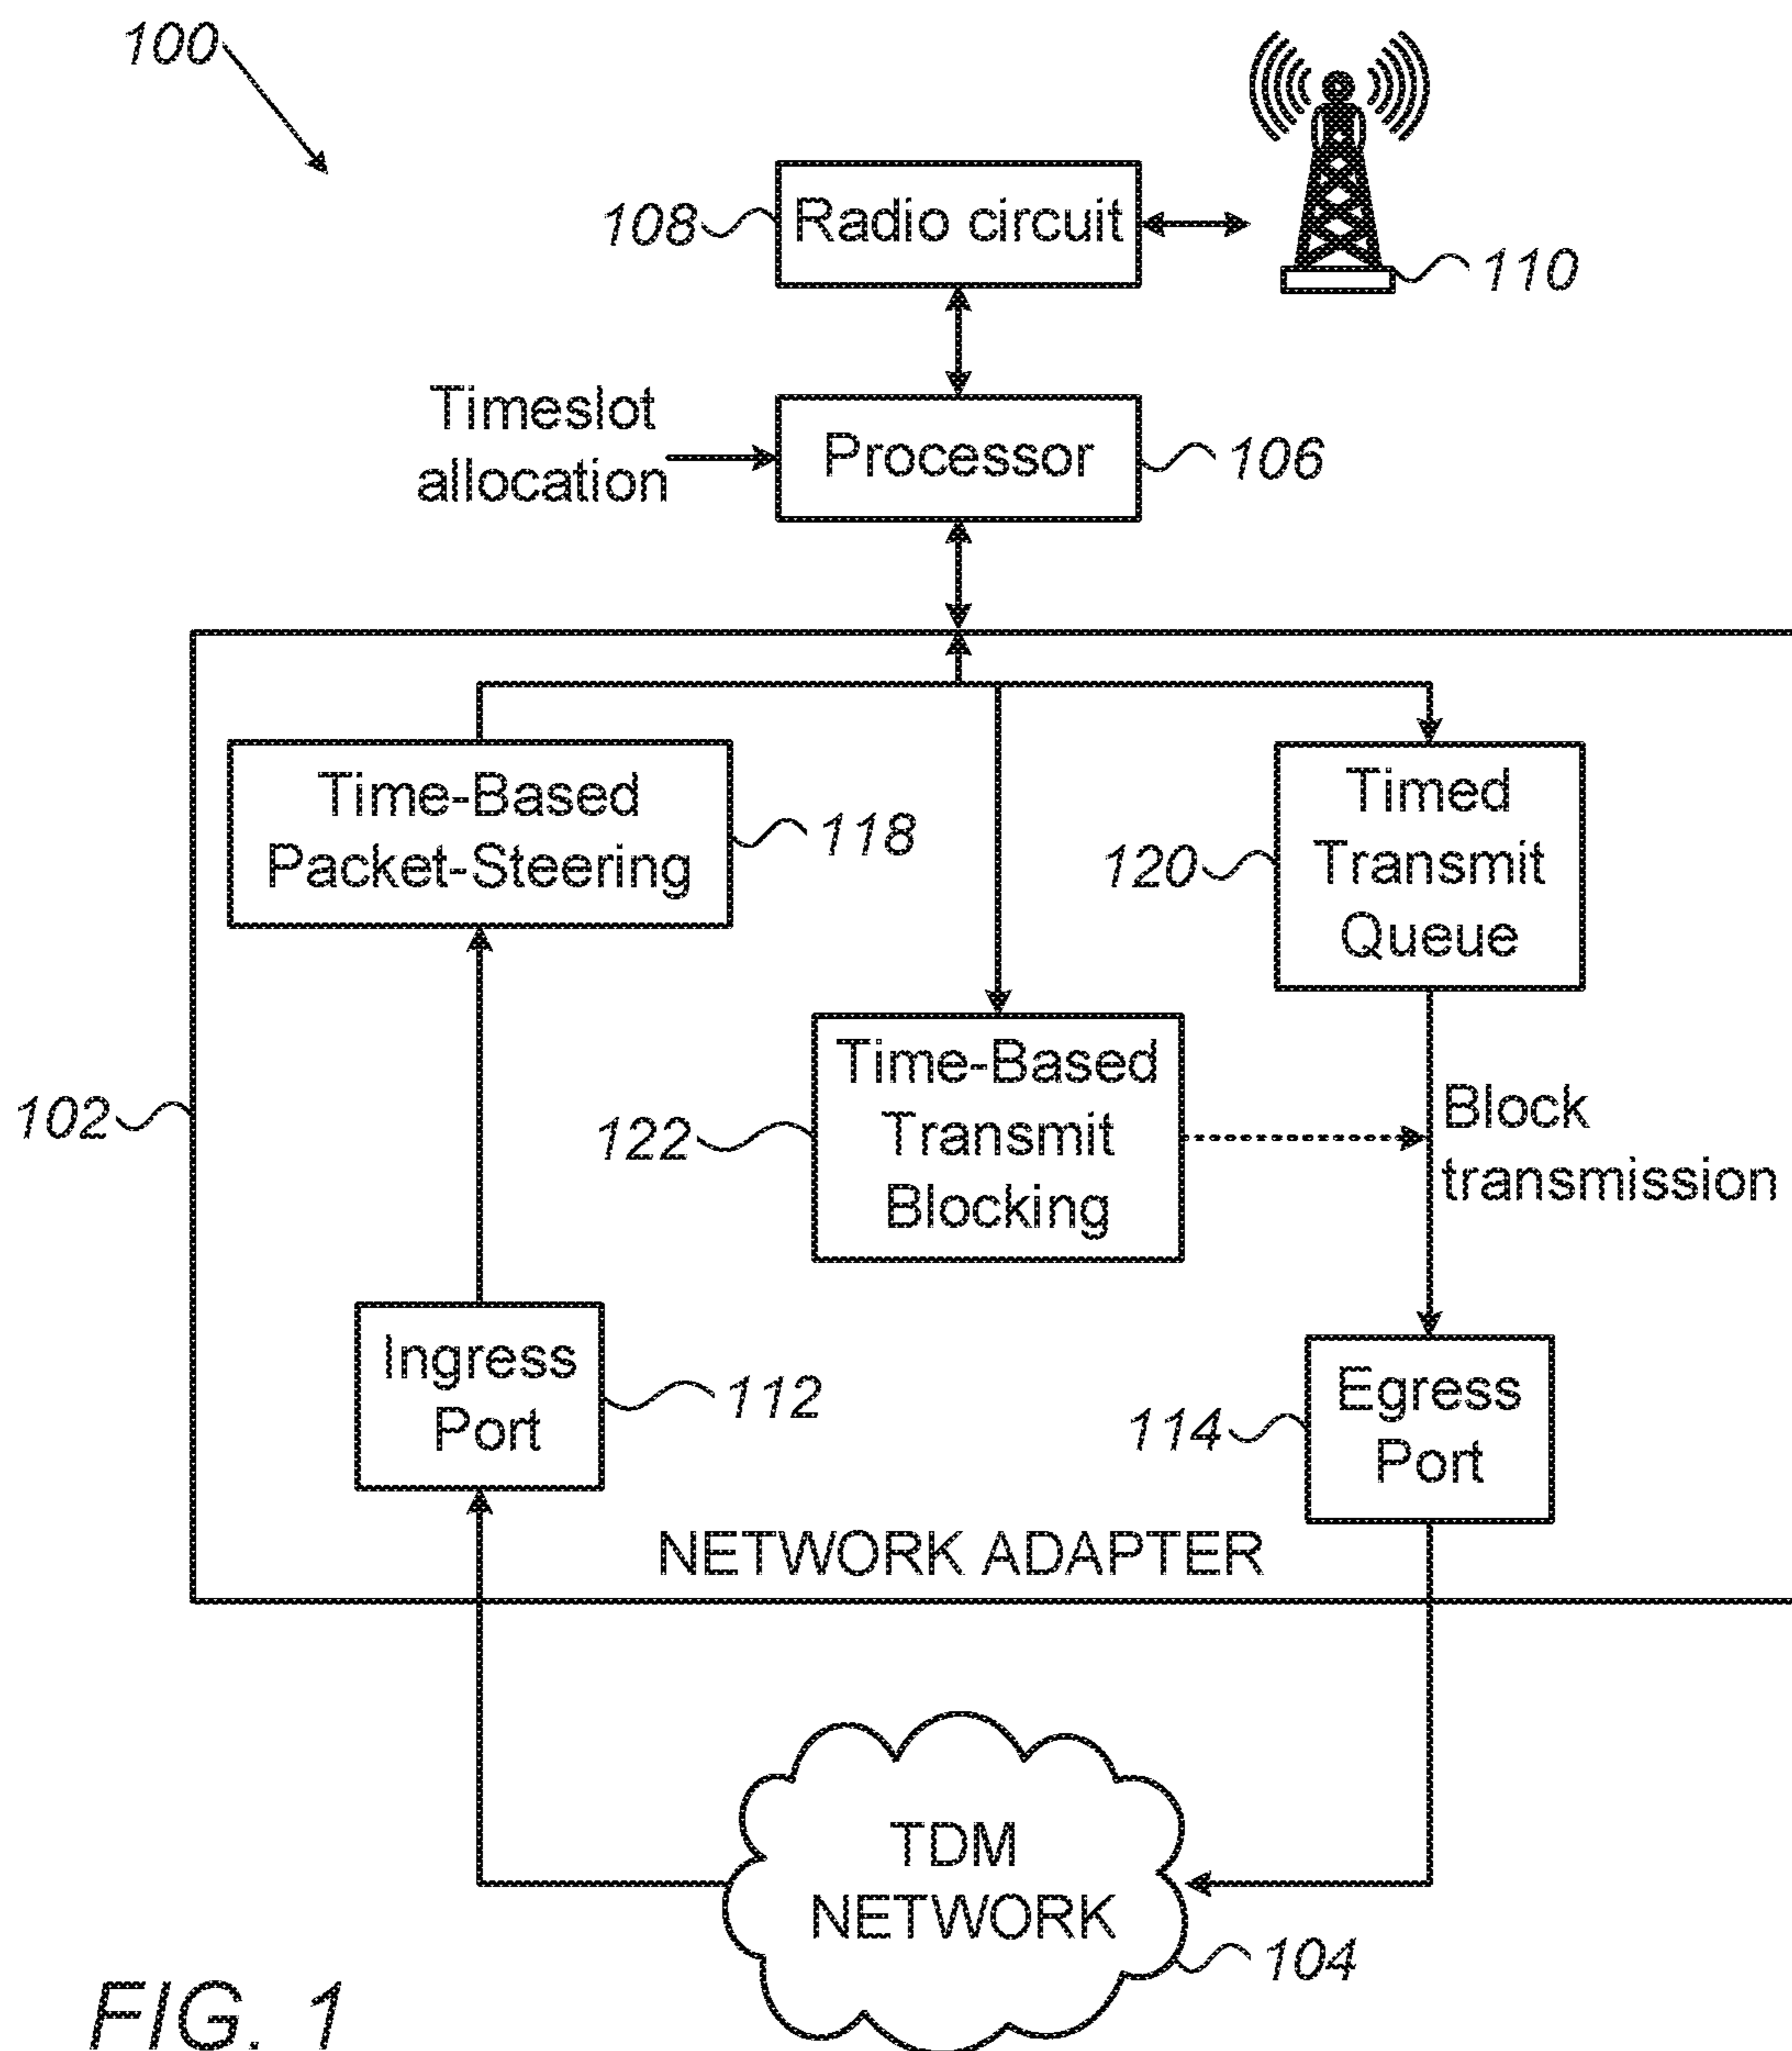 100
108
Radio circuit
110
Timeslot
allocation
Processor
106
Time-Based
Packet-Steering
118
120
Timed
Transmit
Queue
102
122
Time-Based
Transmit
Blocking
Block
transmission
Ingress
Port
112
114
Egress
Port
NETWORK ADAPTER
TDM
NETWORK
104
FIG. 1